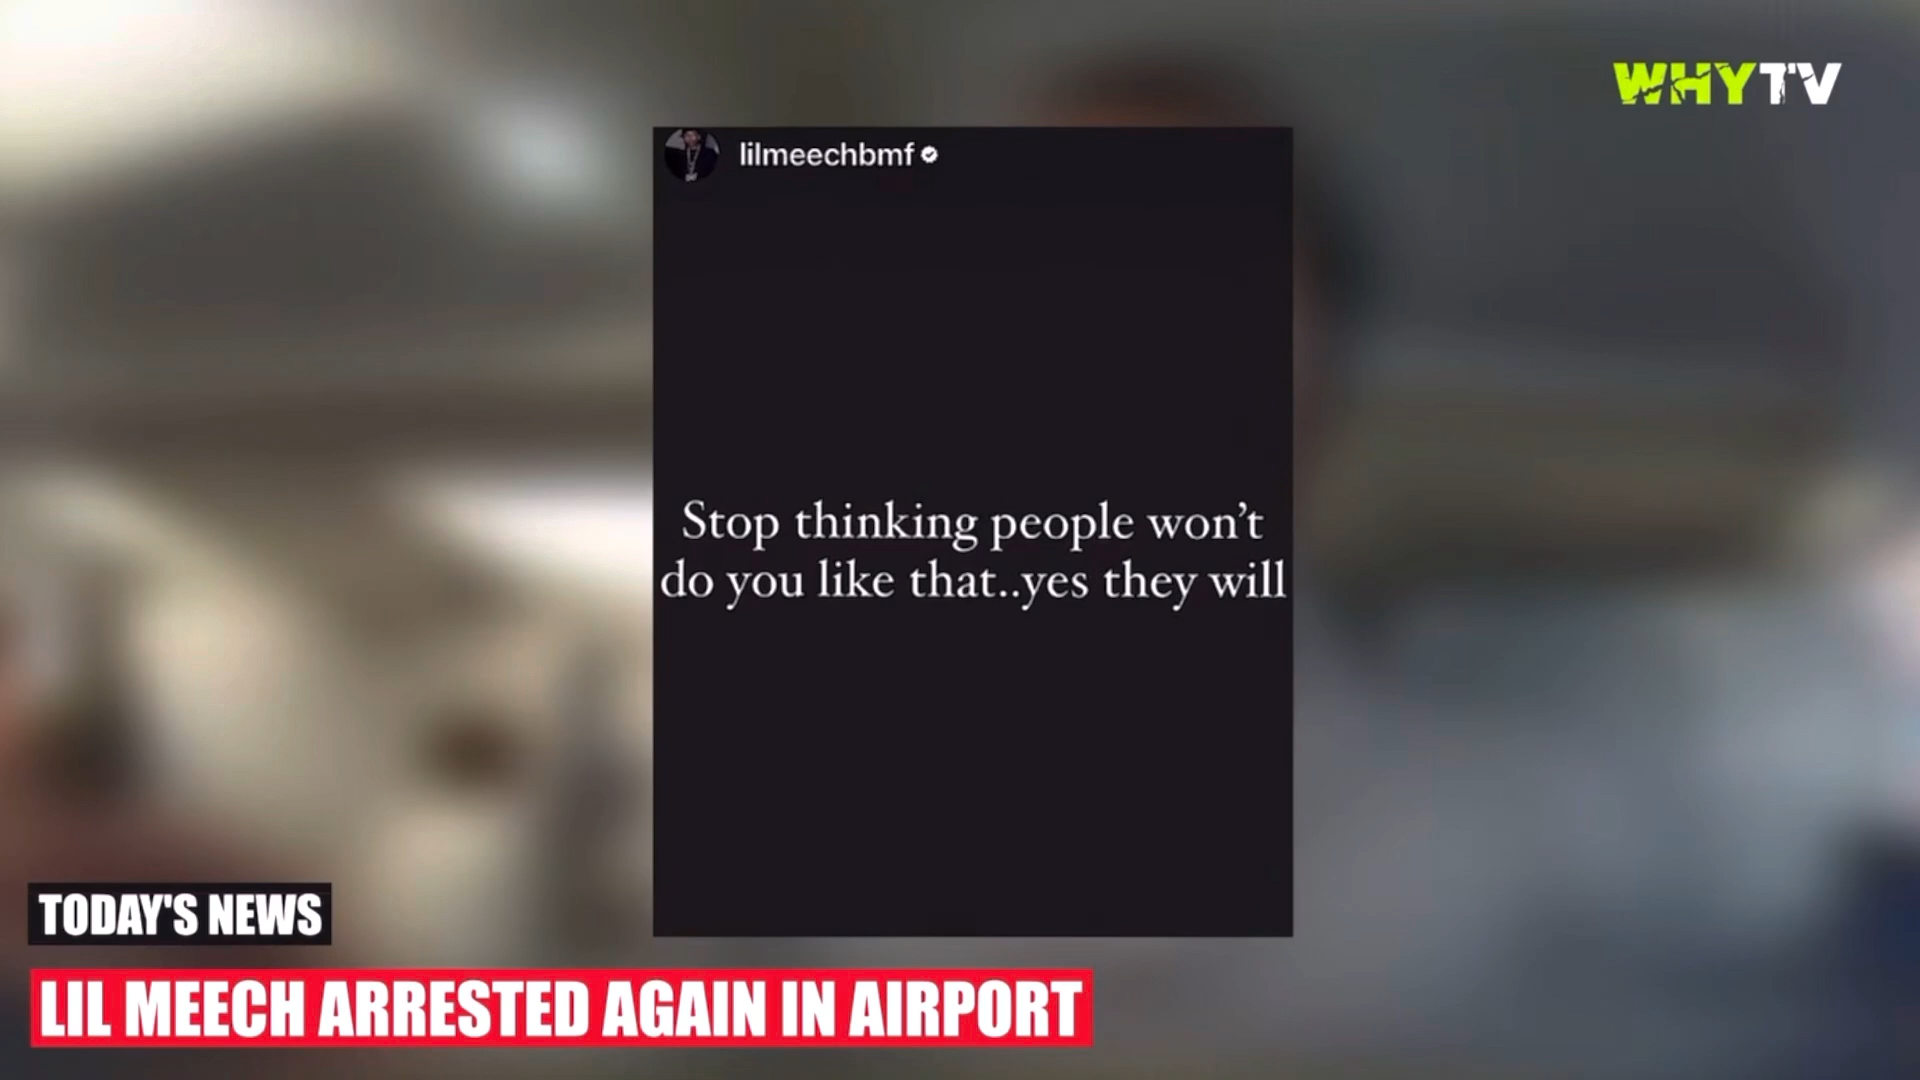 WHYTV
lilmeechbmf
Stop thinking people won't
do you like that..yes they will
TODAY'S NEWS
LIL MEECH ARRESTED AGAIN IN AIRPORT